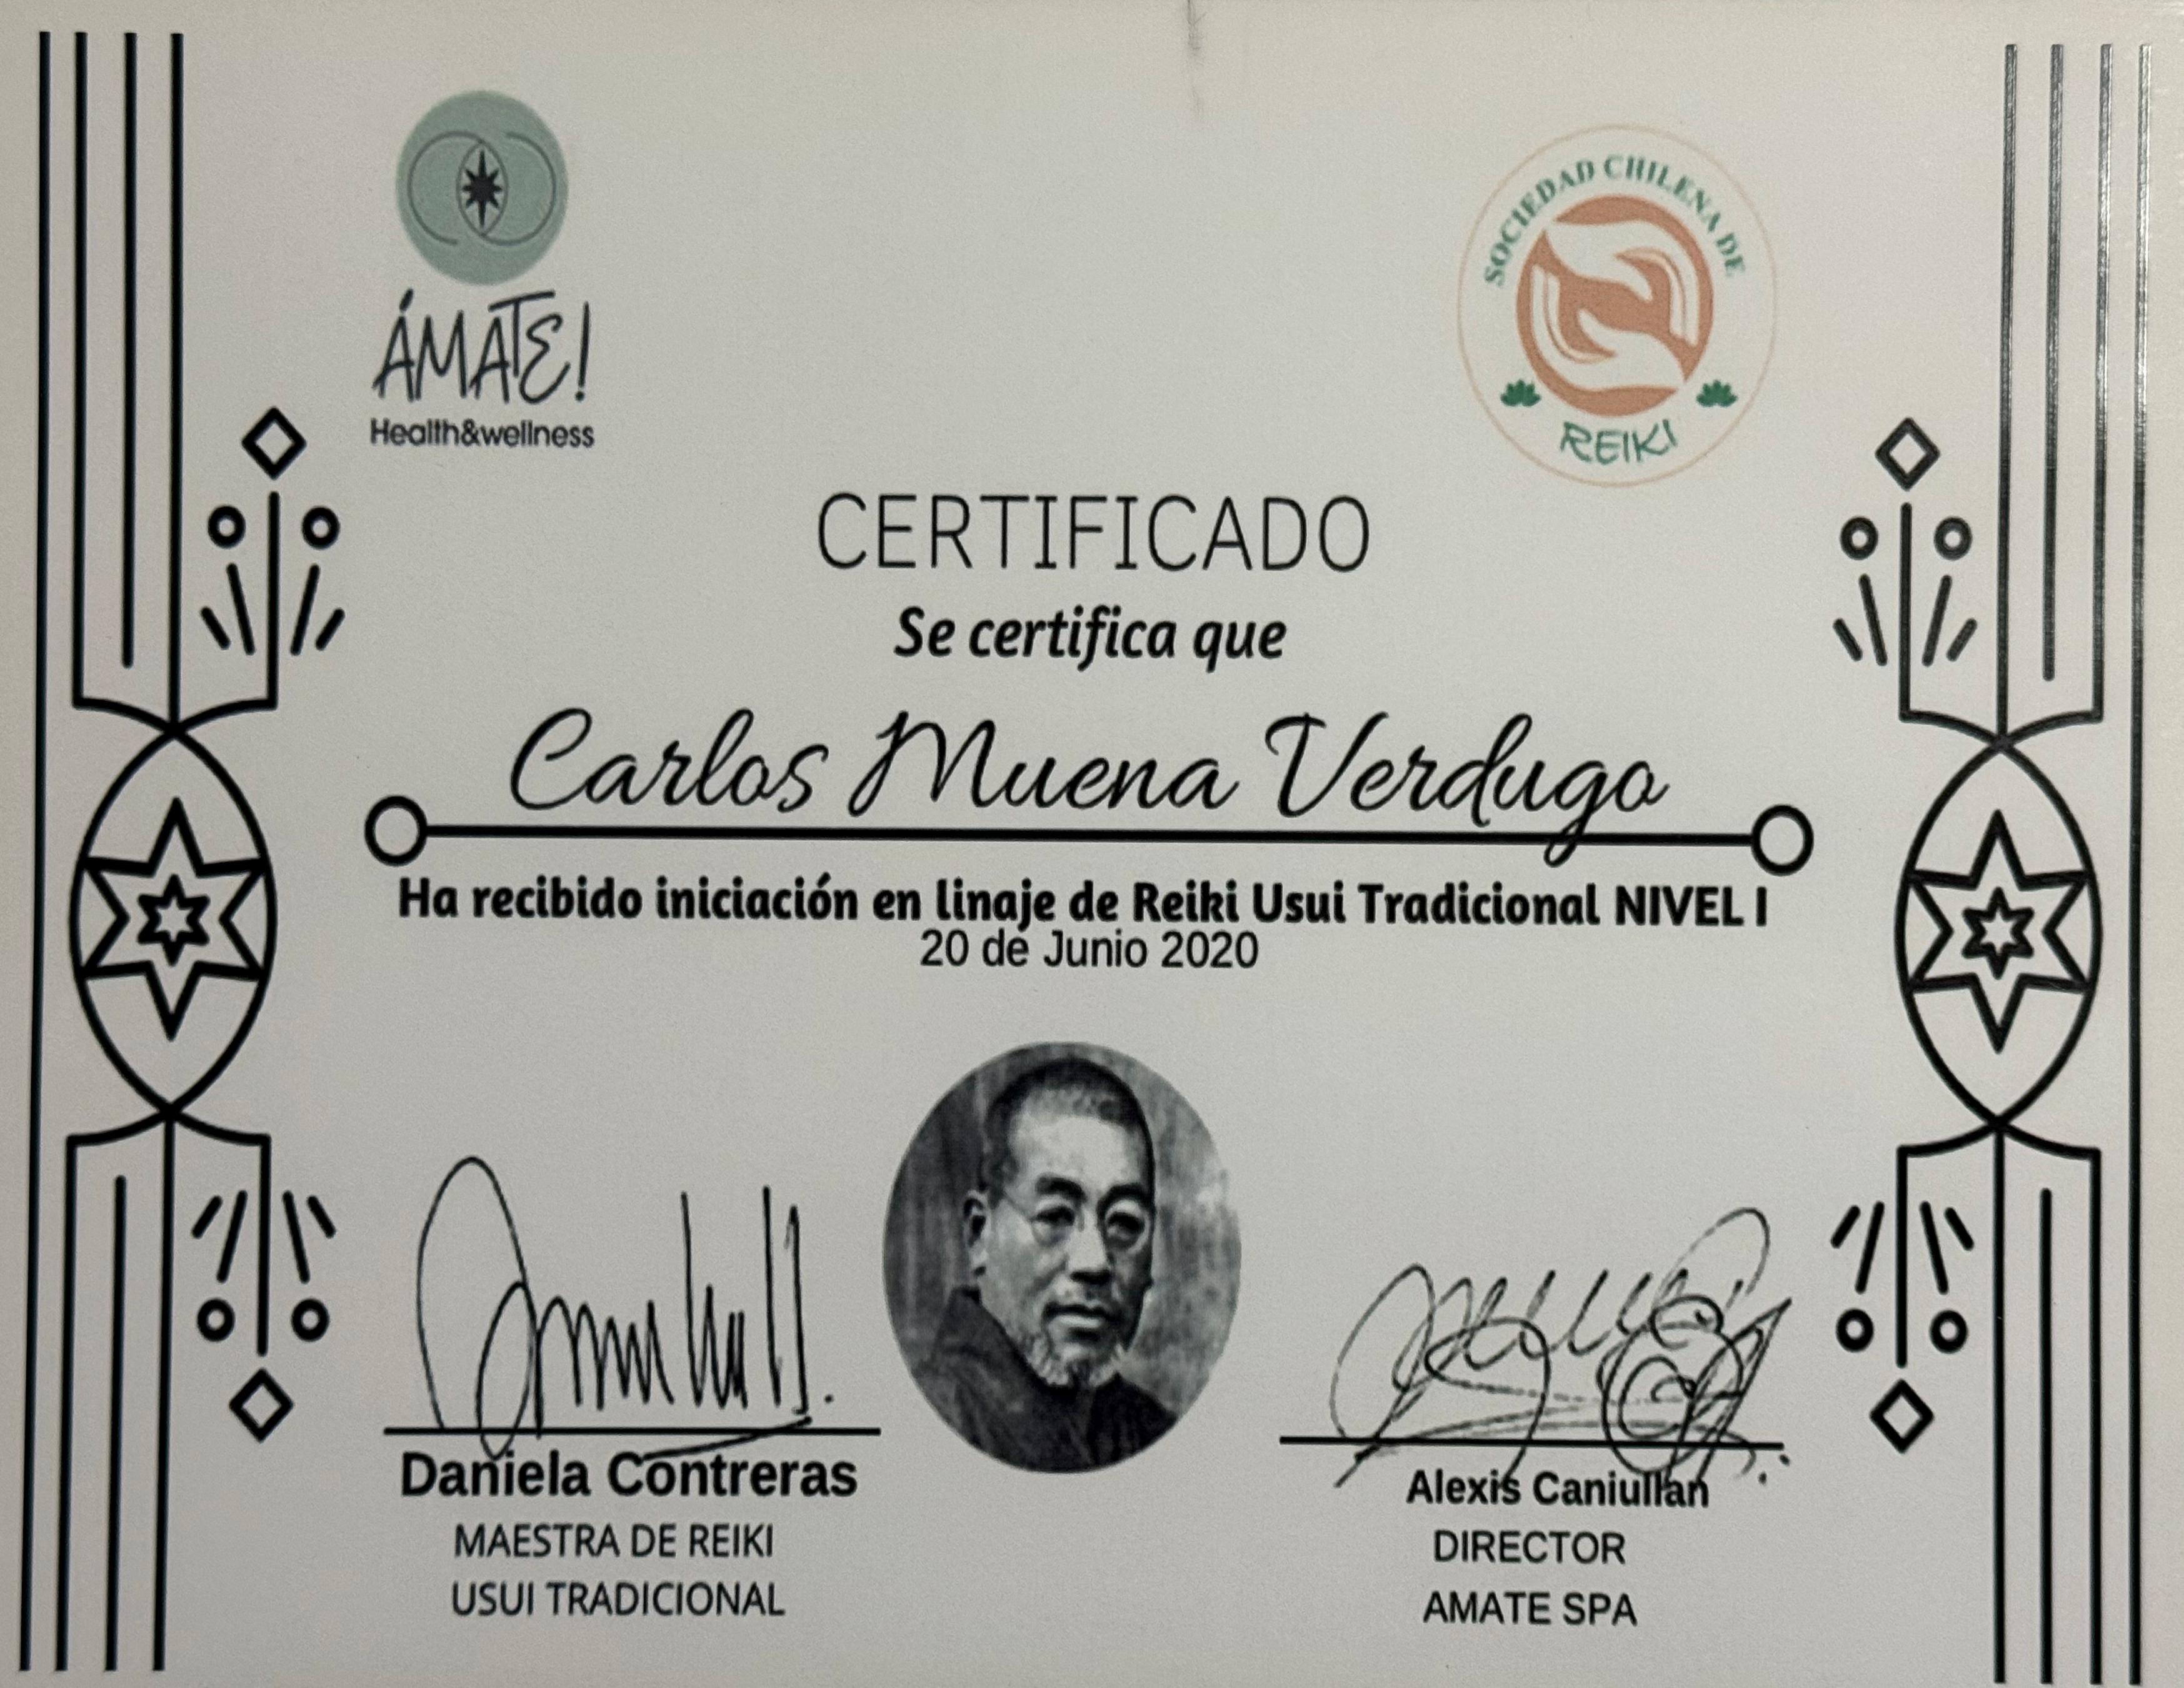 ÁMATE!
Health&wellness
SOCIEDAD CHILENA DE
REIKI
CERTIFICADO
Se certifica que
Carlos Muena Verdugo
Ha recibido iniciación en linaje de Reiki Usui Tradicional NIVEL I
20 de Junio 2020
Daniela Contreras
MAESTRA DE REIKI
USUI TRADICIONAL
Alexis Caniullan
DIRECTOR
AMATE SPA